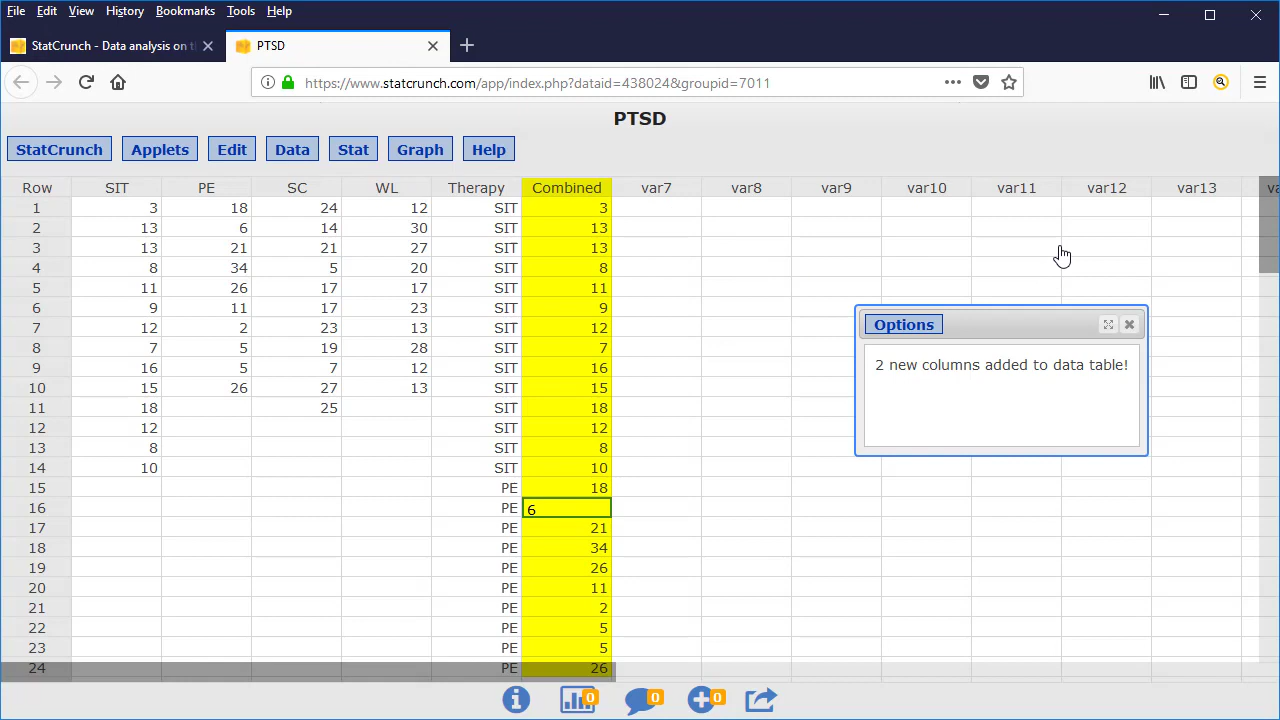 File Edit View History Bookmarks Tools Help
StatCrunch - Data analysis on t
PTSD
https://www.statcrunch.com/app/index.php?dataid=438024&groupid=7011
PTSD
StatCrunch Applets Edit Data Stat Graph Help
Row SIT PE SC WL Therapy Combined var7 var8 var9 var10 var11 var12 var13 va
1 3 18 24 12 SIT 3
2 13 6 14 30 SIT 13
3 13 21 21 27 SIT 13
4 8 34 5 20 SIT 8
5 11 26 17 17 SIT 11
6 9 11 17 23 SIT 9
7 12 2 23 13 SIT 12
8 7 5 19 28 SIT 7
9 16 5 7 12 SIT 16
10 15 26 27 13 SIT 15
11 18 25 SIT 18
12 12 SIT 12
13 8 SIT 8
14 10 SIT 10
15 PE 18
16 PE 6
17 PE 21
18 PE 34
19 PE 26
20 PE 11
21 PE 2
22 PE 5
23 PE 5
24 PE 26
Options
2 new columns added to data table!
0 0 0